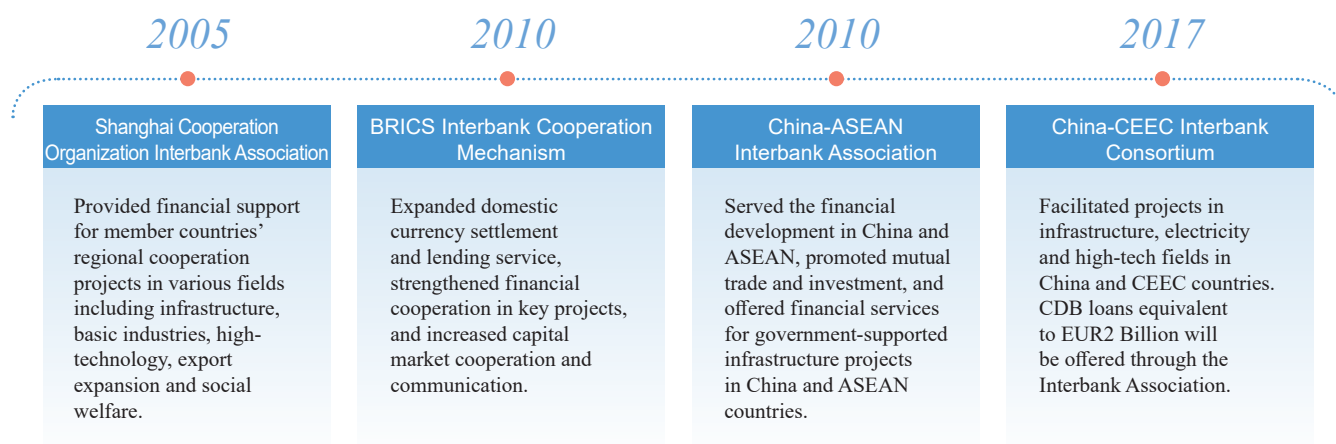 2005
Shanghai Cooperation
Organization Interbank Association
Provided financial support
for member countries’
regional cooperation
projects in various fields
including infrastructure,
basic industries, high-
technology, export
expansion and social
welfare.
2010
BRICS Interbank Cooperation
Mechanism
Expanded domestic
currency settlement
and lending service,
strengthened financial
cooperation in key projects,
and increased capital
market cooperation and
communication.
2010
China-ASEAN
Interbank Association
Served the financial
development in China and
ASEAN, promoted mutual
trade and investment, and
offered financial services
for government-supported
infrastructure projects
in China and ASEAN
countries.
2017
China-CEEC Interbank
Consortium
Facilitated projects in
infrastructure, electricity
and high-tech fields in
China and CEEC countries.
CDB loans equivalent
to EUR2 Billion will
be offered through the
Interbank Association.